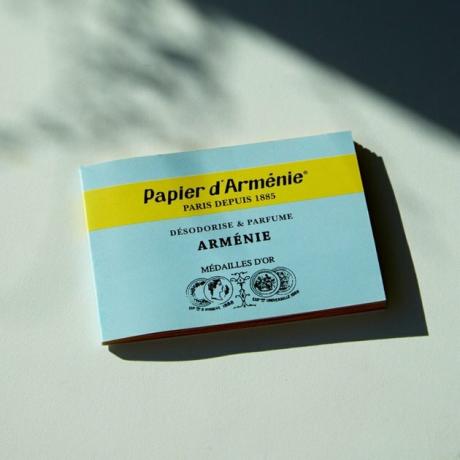 Papier d'Arménie®
PARIS DEPUIS 1885
DÉSODORISE & PARFUME
ARMÉNIE
MÉDAILLES D'OR